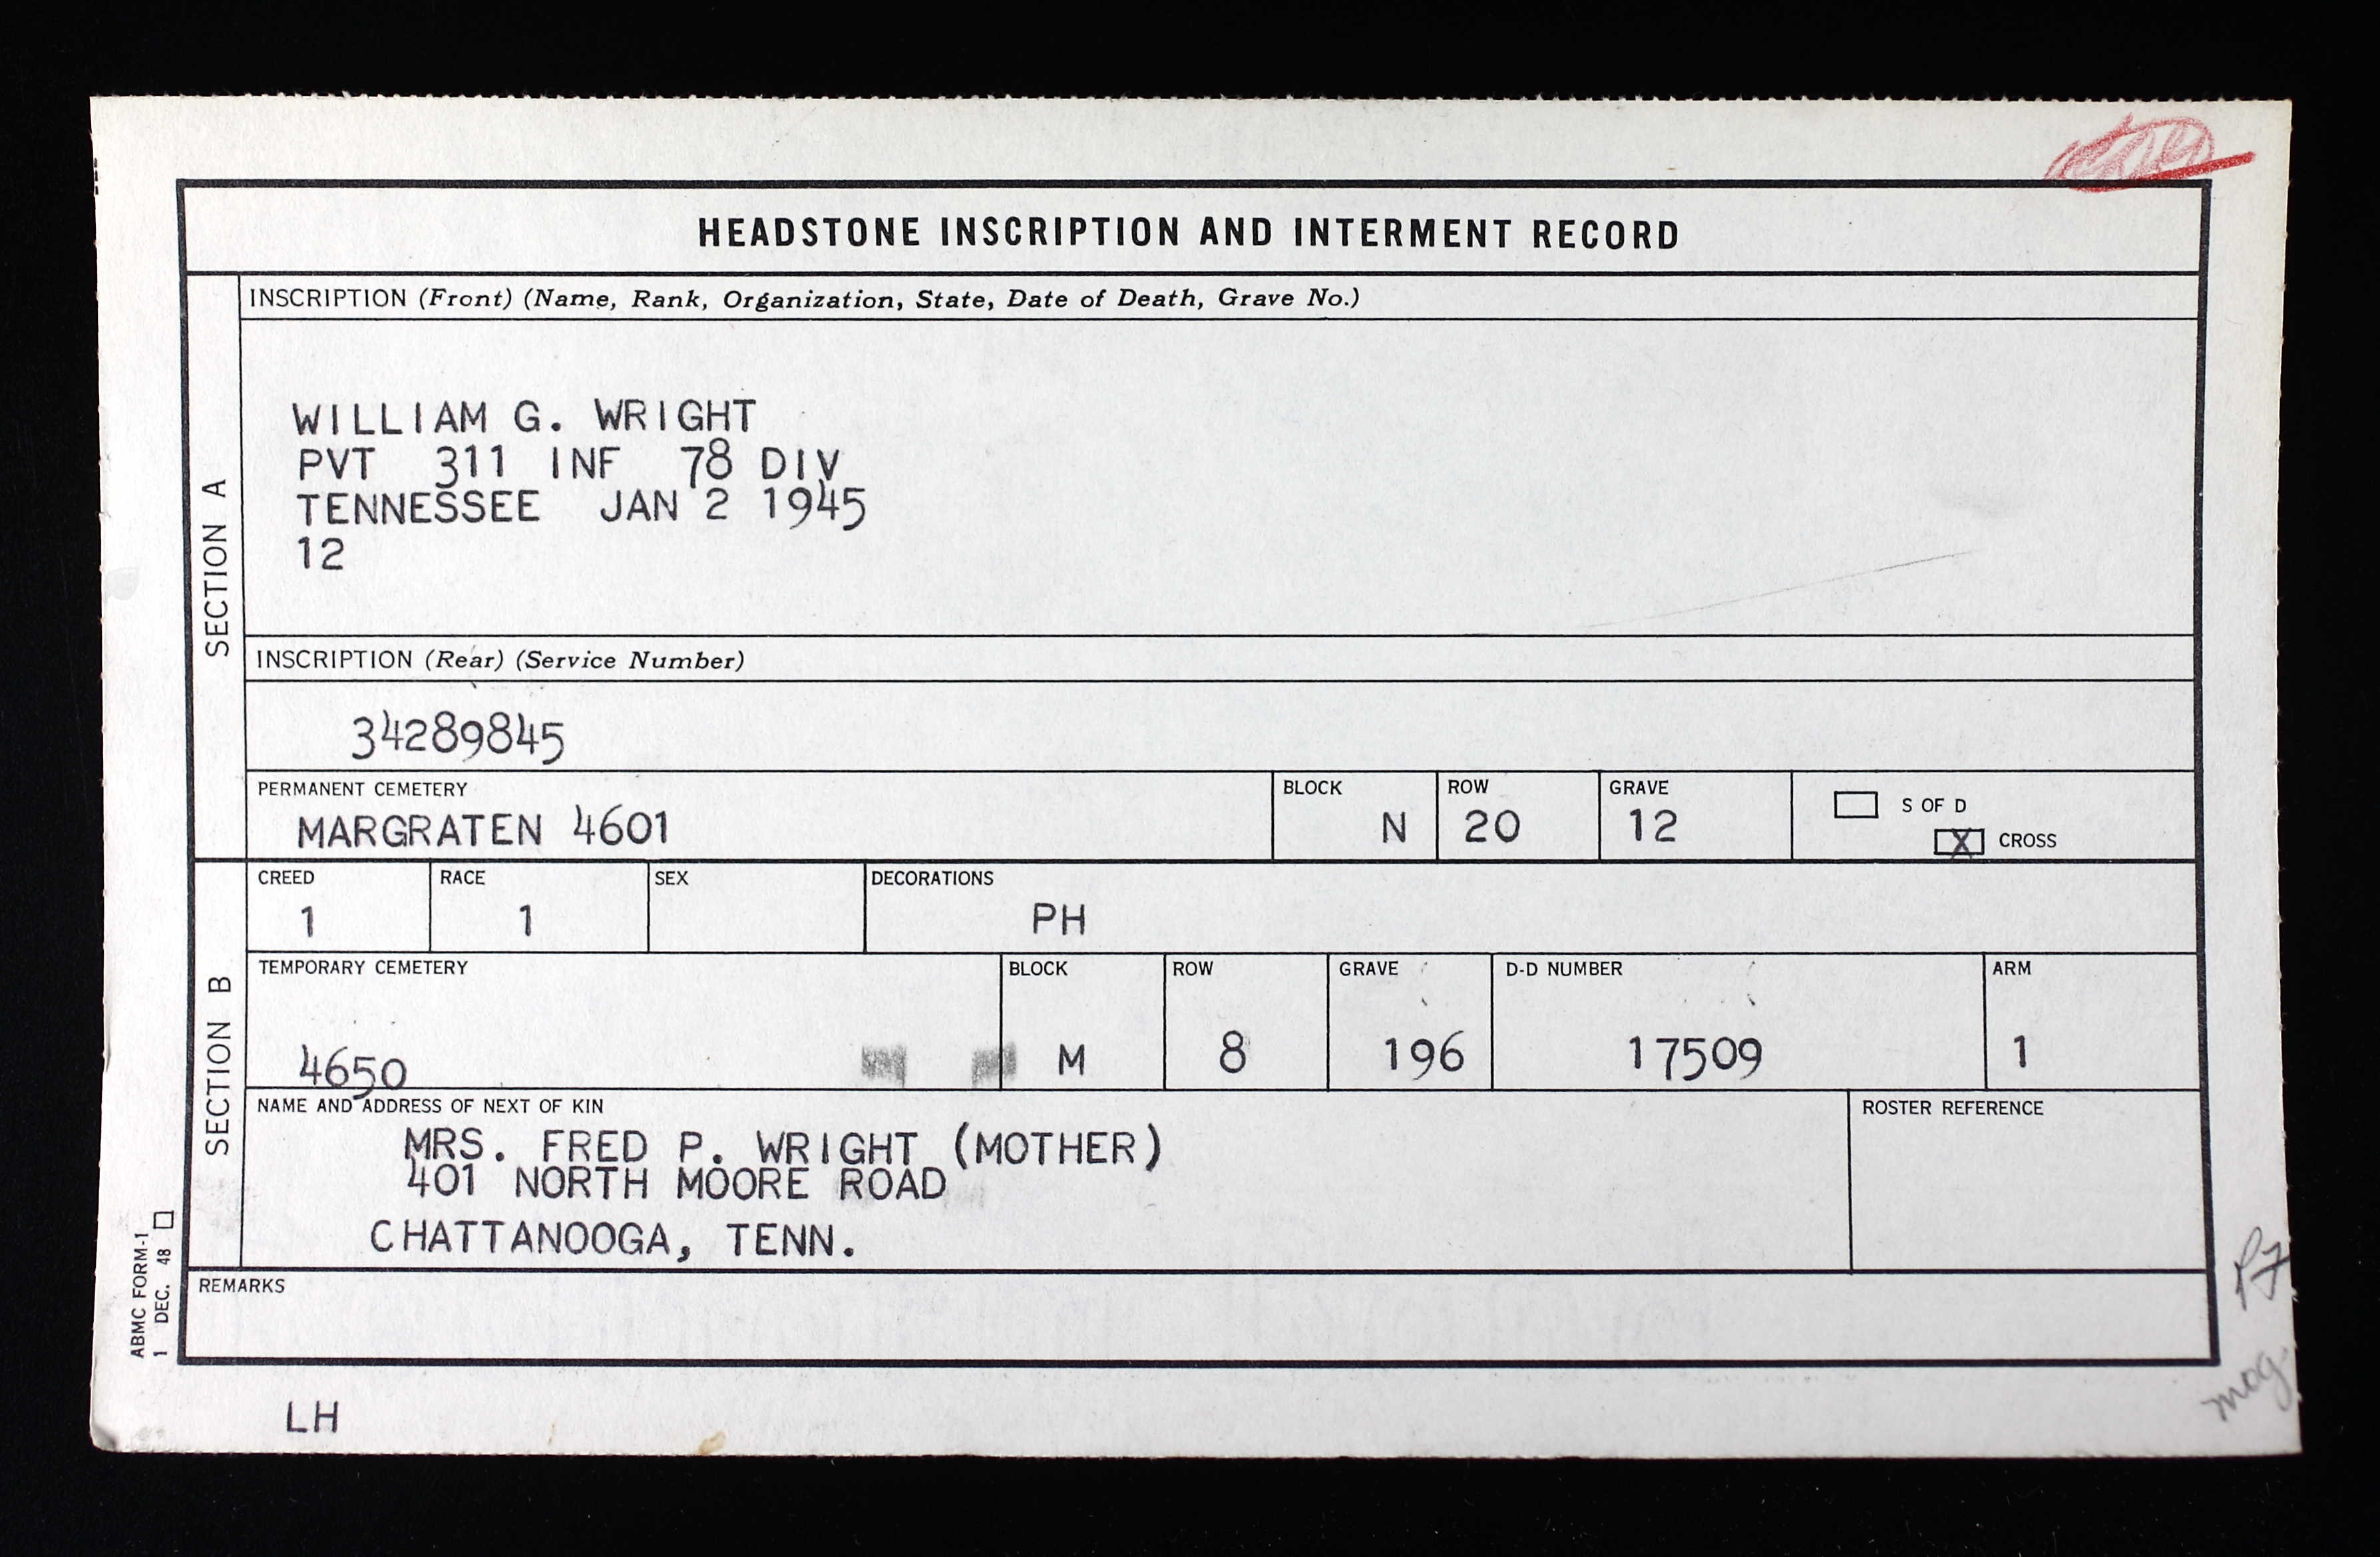 HEADSTONE INSCRIPTION AND INTERMENT RECORD
SECTION A
INSCRIPTION (Front) (Name, Rank, Organization, State, Date of Death, Grave No.)
WILLIAM G. WRIGHT
PVT 311 INF 78 DIV
TENNESSEE JAN 2 1945
12
INSCRIPTION (Rear) (Service Number)
34289845
PERMANENT CEMETERY BLOCK ROW GRAVE S OF D
MARGRATEN 4601 N 20 12 X CROSS
SECTION B
CREED RACE SEX DECORATIONS
1 1 PH
TEMPORARY CEMETERY BLOCK ROW GRAVE D-D NUMBER ARM
4650 M 8 196 17509 1
NAME AND ADDRESS OF NEXT OF KIN ROSTER REFERENCE
MRS. FRED P. WRIGHT (MOTHER)
401 NORTH MOORE ROAD
CHATTANOOGA, TENN.
REMARKS
ABMC FORM-1
1 DEC. 48
LH